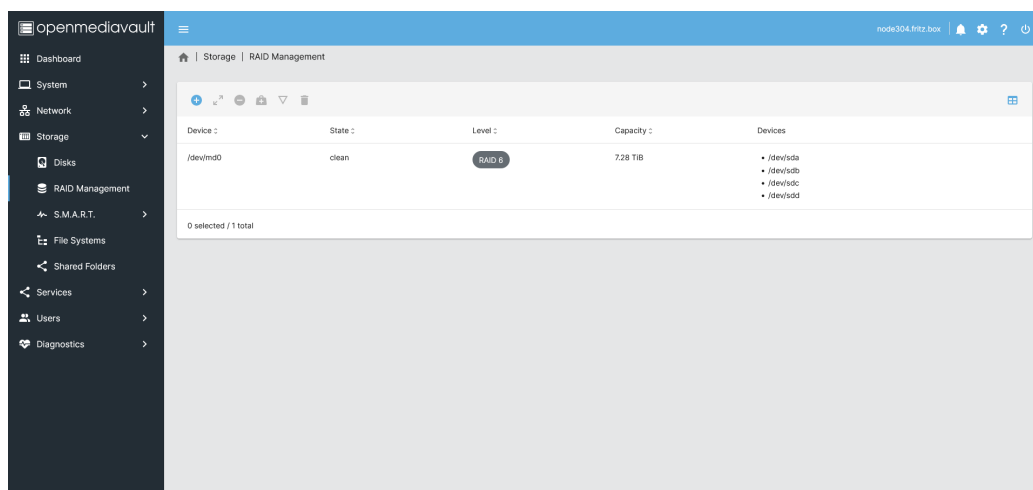 openmediavault
node304.fritz.box
Dashboard
System
Network
Storage
Disks
RAID Management
S.M.A.R.T.
File Systems
Shared Folders
Services
Users
Diagnostics
| Storage | RAID Management
Device State Level Capacity Devices
/dev/md0 clean RAID 6 7.28 TiB • /dev/sda
• /dev/sdb
• /dev/sdc
• /dev/sdd
0 selected / 1 total